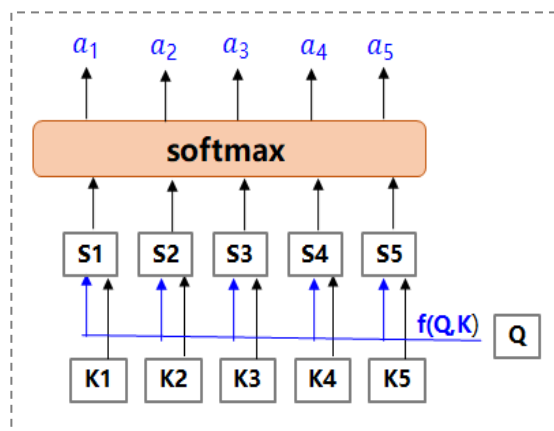 a1 a2 a3 a4 a5
softmax
S1 S2 S3 S4 S5
f(Q,K) Q
K1 K2 K3 K4 K5